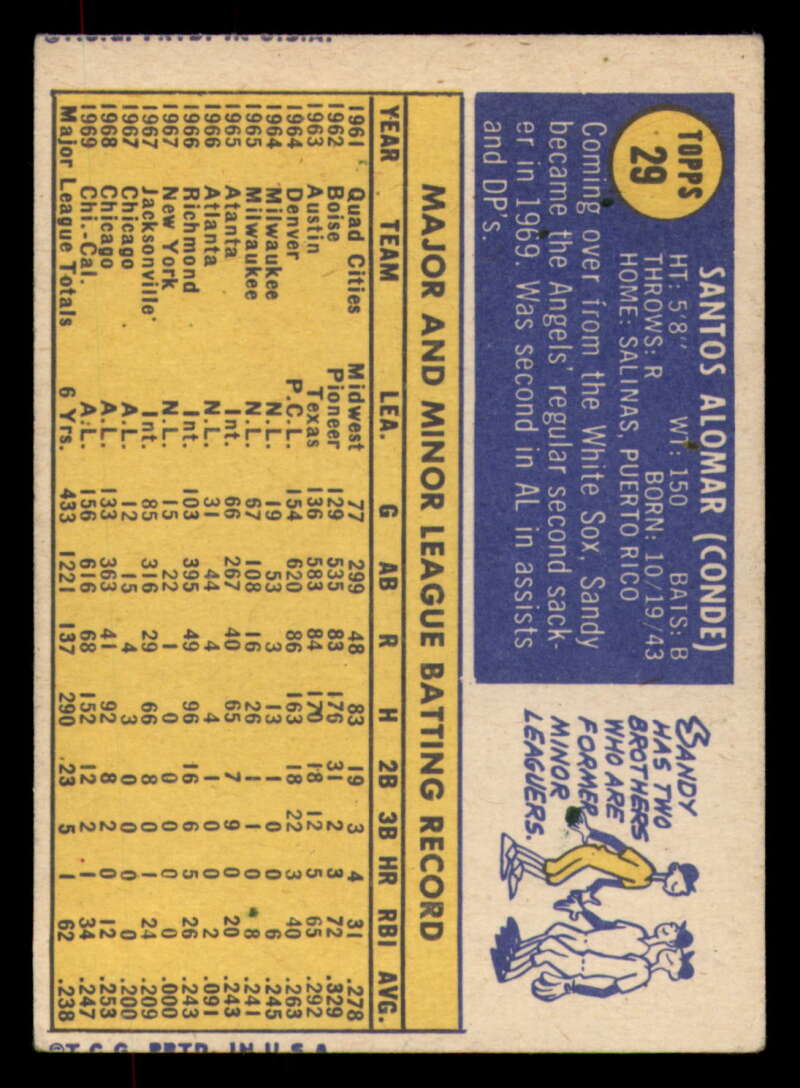 TOPPS
29
SANTOS ALOMAR (CONDE)
HT: 5'8" WT: 150 BATS: B
THROWS: R BORN: 10/19/43
HOME: SALINAS, PUERTO RICO
Coming over from the White Sox, Sandy
became the Angels' regular second sack-
er in 1969. Was second in AL in assists
and DP's.
SANDY
HAS TWO
BROTHERS
WHO ARE
FORMER
MINOR
LEAGUERS.
MAJOR AND MINOR LEAGUE BATTING RECORD
YEAR TEAM LEA. G AB R H 2B 3B HR RBI AVG.
1961 Quad Cities Midwest 77 299 48 83 19 3 4 31 .278
1962 Boise Pioneer 129 535 83 176 31 2 3 72 .329
1963 Austin Texas 136 583 84 170 18 12 5 65 .292
1964 Denver P.C.L. 154 620 86 163 18 22 3 40 .263
1964 Milwaukee N.L. 19 53 3 13 0 0 0 6 .245
1965 Milwaukee N.L. 67 108 16 26 1 1 0 8 .241
1965 Atanta Int. 66 267 40 65 7 9 0 20 .243
1966 Atlanta N.L. 31 44 4 4 1 0 0 2 .091
1966 Richmond Int. 103 395 49 96 16 6 5 26 .243
1967 New York N.L. 15 22 1 0 0 0 0 0 .000
1967 Jacksonville Int. 85 316 29 66 8 0 1 24 .209
1967 Chicago A.L. 12 15 4 3 0 0 0 0 .200
1968 Chicago A.L. 133 363 41 92 8 2 0 12 .253
1969 Chi.-Cal. A.L. 156 616 68 152 12 2 1 34 .247
Major League Totals 6 Yrs. 433 1221 137 290 .23 5 1 62 .238
©T.C.G. PRTD. IN U.S.A.
©T.C.G. PRTD. IN U.S.A.